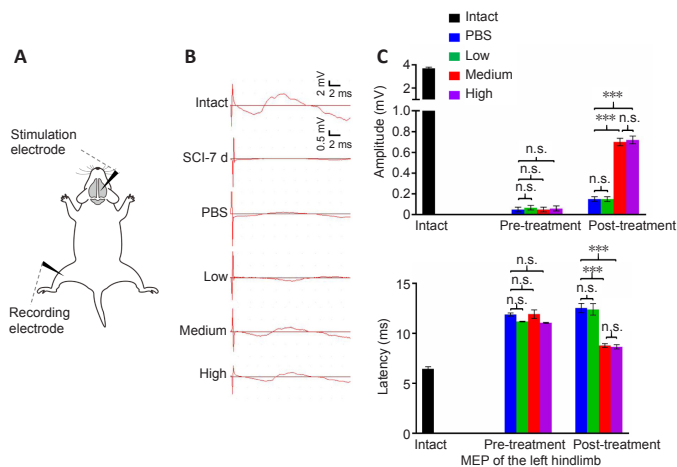 A
Stimulation
electrode
Recording
electrode
B
2 mV
2 ms
Intact
0.5 mV
2 ms
SCI-7 d
PBS
Low
Medium
High
C
Intact
PBS
Low
Medium
High
Amplitude (mV)
4
2
1.0
0.8
0.6
0.4
0.2
0
n.s.
n.s.
n.s.
***
***
n.s.
n.s.
Intact
Pre-treatment
Post-treatment
Latency (ms)
15
10
5
0
n.s.
n.s.
n.s.
***
***
n.s.
n.s.
Intact
Pre-treatment
Post-treatment
MEP of the left hindlimb